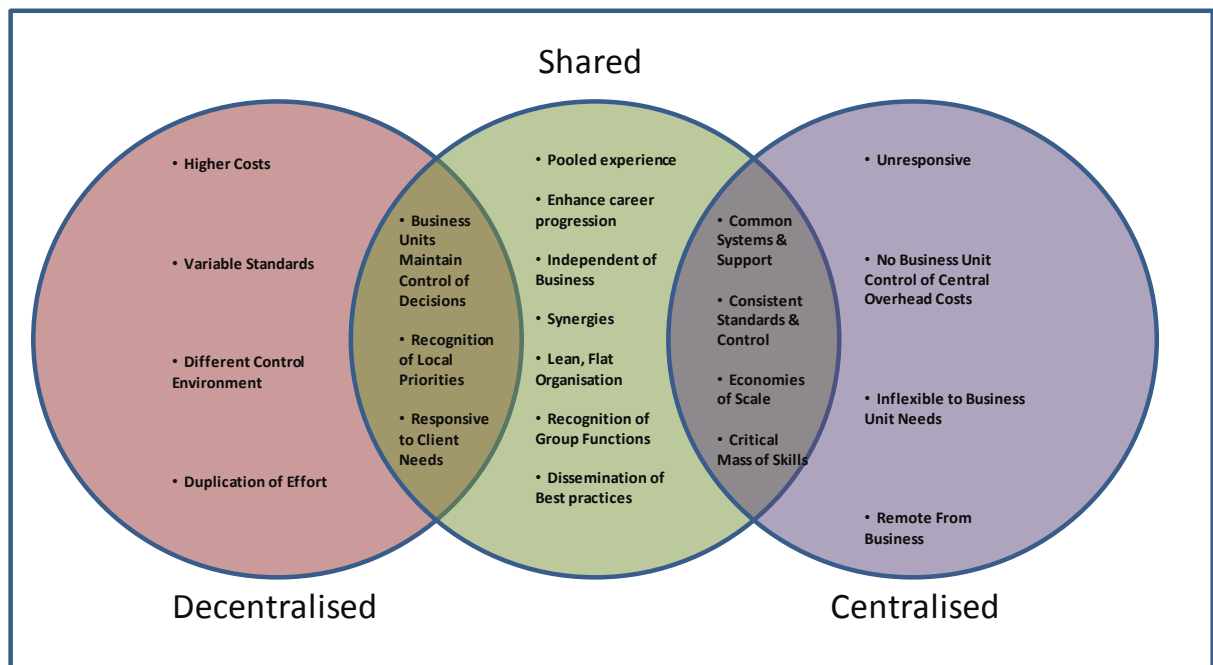 Shared
• Higher Costs
• Variable Standards
• Different Control
Environment
• Duplication of Effort
• Business
Units
Maintain
Control of
Decisions
• Recognition
of Local
Priorities
• Responsive
to Client
Needs
• Pooled experience
• Enhance career
progression
• Independent of
Business
• Synergies
• Lean, Flat
Organisation
• Recognition of
Group Functions
• Dissemination of
Best practices
• Common
Systems &
Support
• Consistent
Standards &
Control
• Economies
of Scale
• Critical
Mass of Skills
• Unresponsive
• No Business Unit
Control of Central
Overhead Costs
• Inflexible to Business
Unit Needs
• Remote From
Business
Decentralised
Centralised